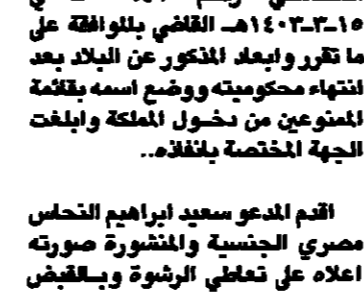 ١٥-٣-١٤٠٣هـ القاضي بالموافقة على
ما تقرر وابعاد المذكور عن البلاد بعد
انتهاء محكوميته ووضع اسمه بقائمة
الممنوعين من دخول المملكة وابلغت
الجهة المختصة بانفاذه..
اقدم المدعو سعيد ابراهيم النحاس
مصري الجنسية والمنشورة صورته
اعلاه على تعاطي الرشوة وبالقبض